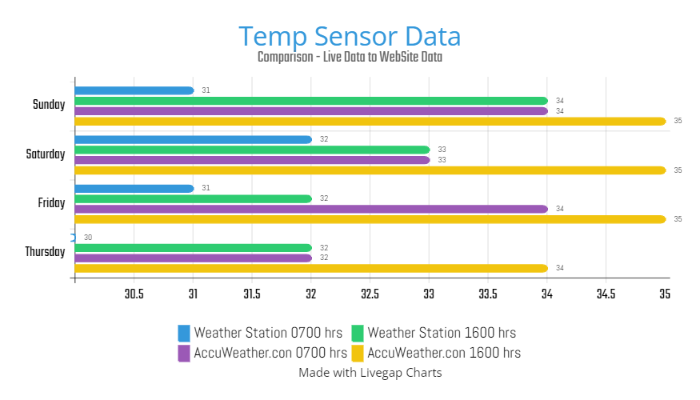 Temp Sensor Data
Comparison - Live Data to WebSite Data
Sunday
31
34
34
35
Saturday
32
33
33
35
Friday
31
32
34
35
Thursday
30
32
32
34
30.5 31 31.5 32 32.5 33 33.5 34 34.5 35
Weather Station 0700 hrs Weather Station 1600 hrs
AccuWeather.con 0700 hrs AccuWeather.con 1600 hrs
Made with Livegap Charts